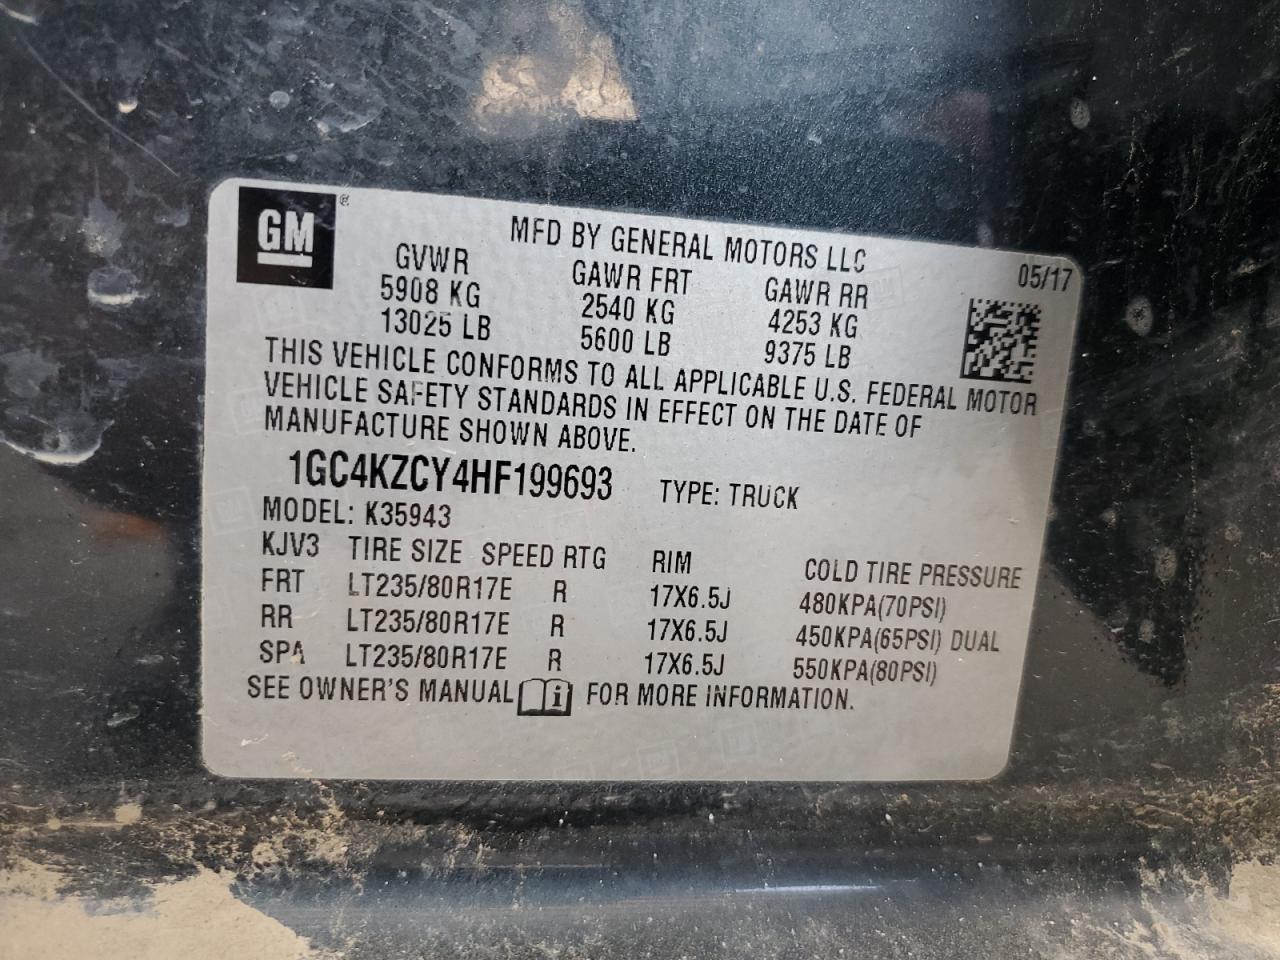 GM ®
MFD BY GENERAL MOTORS LLC
05/17
GVWR GAWR FRT GAWR RR
5908 KG 2540 KG 4253 KG
13025 LB 5600 LB 9375 LB
THIS VEHICLE CONFORMS TO ALL APPLICABLE U.S. FEDERAL MOTOR
VEHICLE SAFETY STANDARDS IN EFFECT ON THE DATE OF
MANUFACTURE SHOWN ABOVE.
1GC4KZCY4HF199693 TYPE: TRUCK
MODEL: K35943
KJV3 TIRE SIZE SPEED RTG RIM COLD TIRE PRESSURE
FRT LT235/80R17E R 17X6.5J 480KPA(70PSI)
RR LT235/80R17E R 17X6.5J 450KPA(65PSI) DUAL
SPA LT235/80R17E R 17X6.5J 550KPA(80PSI)
SEE OWNER'S MANUAL i FOR MORE INFORMATION.